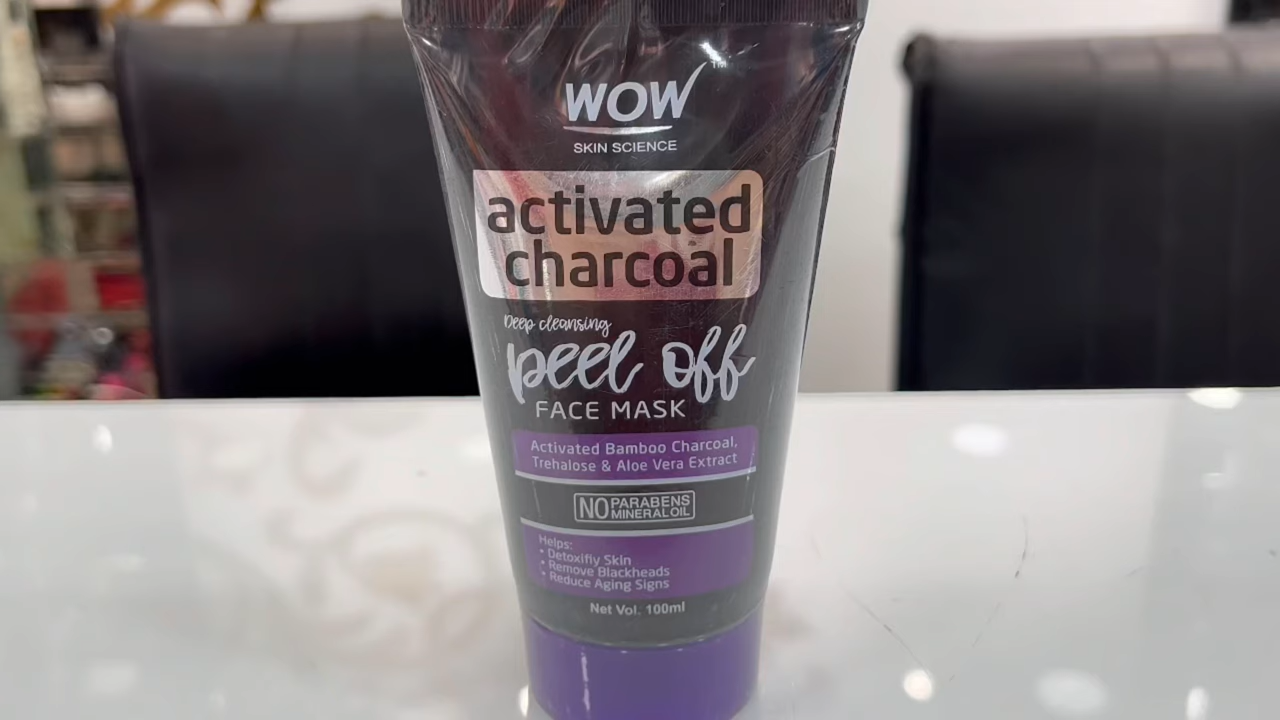 WOW™
SKIN SCIENCE
activated
charcoal
Deep cleansing
peel off
FACE MASK
Activated Bamboo Charcoal,
Trehalose & Aloe Vera Extract
NO PARABENS
MINERAL OIL
Helps:
• Detoxifiy Skin
• Remove Blackheads
• Reduce Aging Signs
Net Vol. 100ml